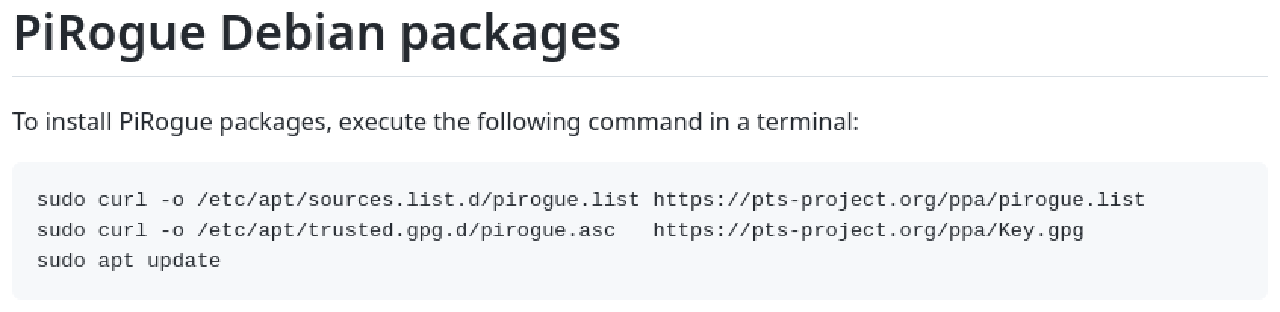 PiRogue Debian packages
To install PiRogue packages, execute the following command in a terminal:
sudo curl -o /etc/apt/sources.list.d/pirogue.list https://pts-project.org/ppa/pirogue.list
sudo curl -o /etc/apt/trusted.gpg.d/pirogue.asc   https://pts-project.org/ppa/Key.gpg
sudo apt update